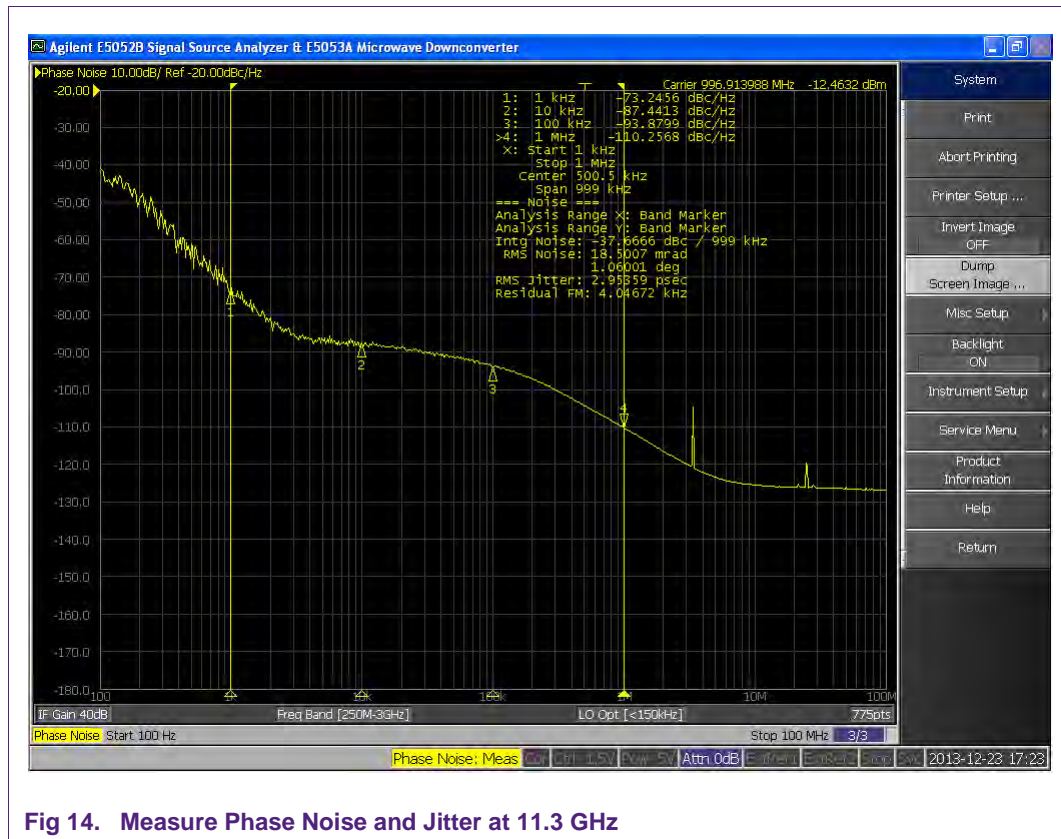 Agilent E5052B Signal Source Analyzer & E5053A Microwave Downconverter
Phase Noise 10.00dB/ Ref -20.00dBc/Hz
Carrier 996.913988 MHz -12.4632 dBm
1: 1 kHz -73.2456 dBc/Hz
2: 10 kHz -87.4413 dBc/Hz
3: 100 kHz -93.8799 dBc/Hz
>4: 1 MHz -110.2568 dBc/Hz
X: Start 1 kHz
Stop 1 MHz
Center 500.5 kHz
Span 999 kHz
=== Noise ===
Analysis Range X: Band Marker
Analysis Range Y: Band Marker
Intg Noise: -37.6666 dBc / 999 kHz
RMS Noise: 18.5007 mrad
1.06001 deg
RMS Jitter: 2.95359 psec
Residual FM: 4.04672 kHz
-20.00
-30.00
-40.00
-50.00
-60.00
-70.00
-80.00
-90.00
-100.0
-110.0
-120.0
-130.0
-140.0
-150.0
-160.0
-170.0
-180.0
1
2
3
4
100
1k
10k
100k
1M
10M
100M
IF Gain 40dB
Freq Band [250M-3GHz]
LO Opt [<150kHz]
775pts
Phase Noise Start 100 Hz
Stop 100 MHz 3/3
Phase Noise: Meas
Attn 0dB
2013-12-23 17:23
System
Print
Abort Printing
Printer Setup ...
Invert Image
OFF
Dump
Screen Image ...
Misc Setup
Backlight
ON
Instrument Setup
Service Menu
Product
Information
Help
Return
Fig 14. Measure Phase Noise and Jitter at 11.3 GHz